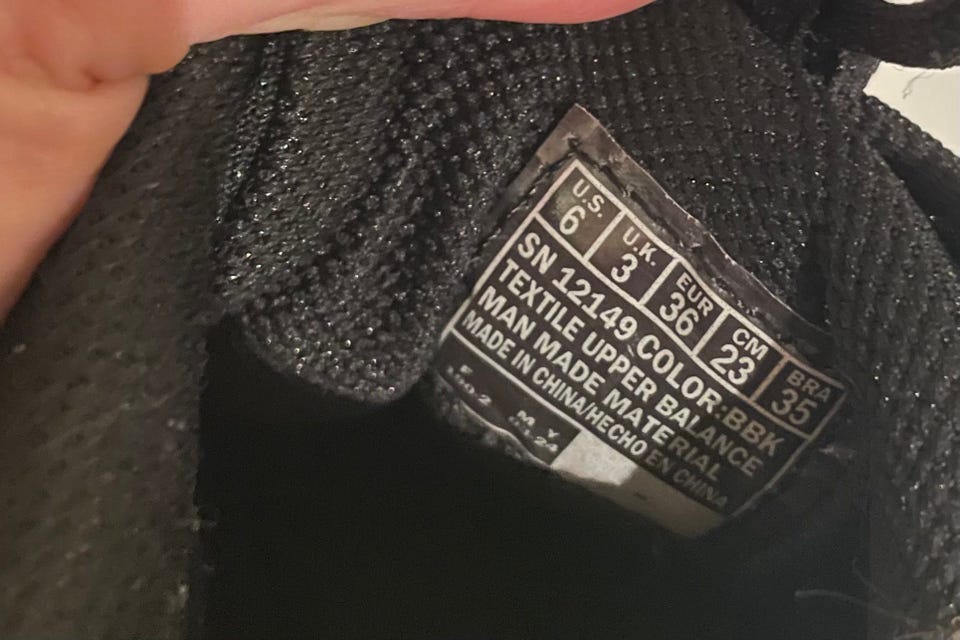 U.S. U.K. EUR CM BRA
6 3 36 23 35
SN 12149 COLOR:BBK
TEXTILE UPPER BALANCE
MAN MADE MATERIAL
MADE IN CHINA/HECHO EN CHINA
F M Y
24